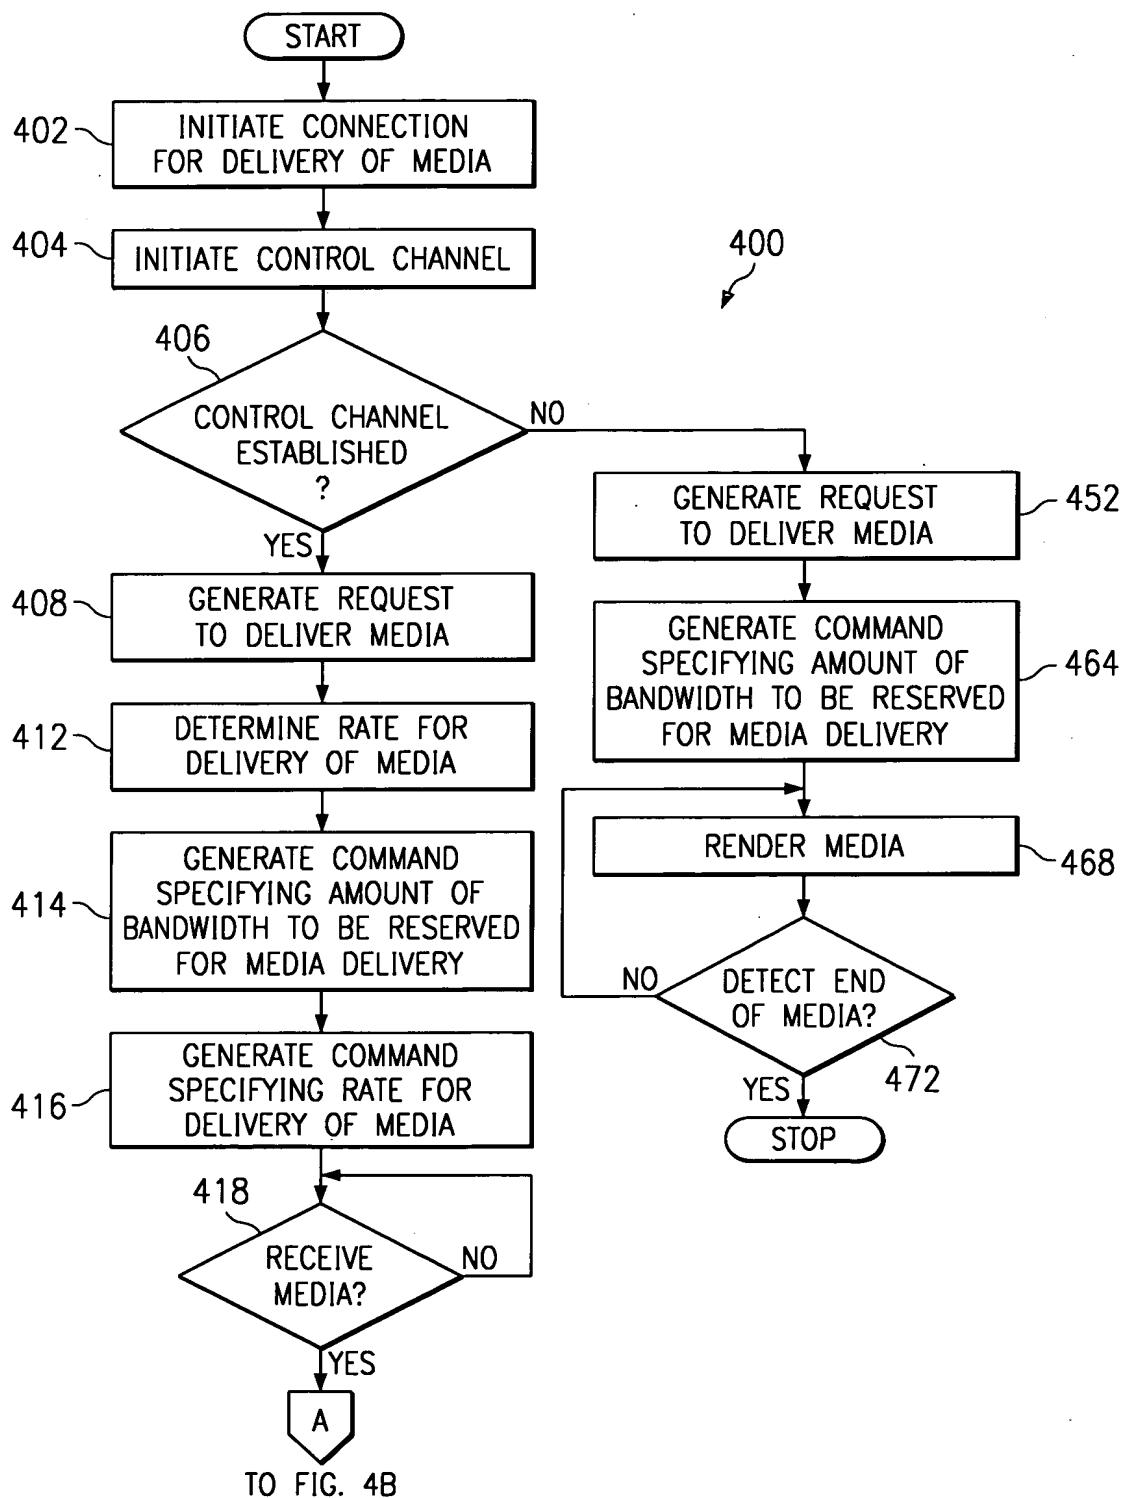 START
402
INITIATE CONNECTION
FOR DELIVERY OF MEDIA
404
INITIATE CONTROL CHANNEL
400
406
CONTROL CHANNEL
ESTABLISHED
?
NO
YES
408
GENERATE REQUEST
TO DELIVER MEDIA
412
DETERMINE RATE FOR
DELIVERY OF MEDIA
414
GENERATE COMMAND
SPECIFYING AMOUNT OF
BANDWIDTH TO BE RESERVED
FOR MEDIA DELIVERY
416
GENERATE COMMAND
SPECIFYING RATE FOR
DELIVERY OF MEDIA
418
RECEIVE
MEDIA?
NO
YES
A
TO FIG. 4B
GENERATE REQUEST
TO DELIVER MEDIA
452
GENERATE COMMAND
SPECIFYING AMOUNT OF
BANDWIDTH TO BE RESERVED
FOR MEDIA DELIVERY
464
RENDER MEDIA
468
DETECT END
OF MEDIA?
NO
472
YES
STOP